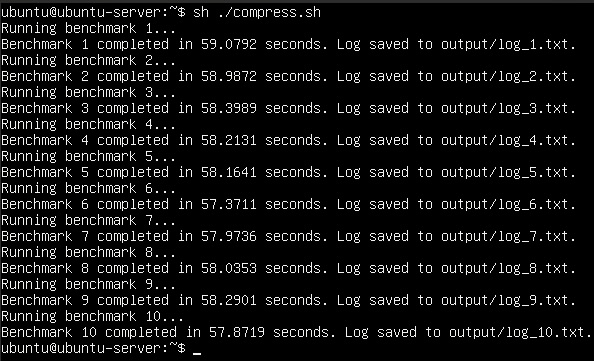 ubuntu@ubuntu-server:~$ sh ./compress.sh
Running benchmark 1...
Benchmark 1 completed in 59.0792 seconds. Log saved to output/log_1.txt.
Running benchmark 2...
Benchmark 2 completed in 58.9872 seconds. Log saved to output/log_2.txt.
Running benchmark 3...
Benchmark 3 completed in 58.3989 seconds. Log saved to output/log_3.txt.
Running benchmark 4...
Benchmark 4 completed in 58.2131 seconds. Log saved to output/log_4.txt.
Running benchmark 5...
Benchmark 5 completed in 58.1641 seconds. Log saved to output/log_5.txt.
Running benchmark 6...
Benchmark 6 completed in 57.3711 seconds. Log saved to output/log_6.txt.
Running benchmark 7...
Benchmark 7 completed in 57.9736 seconds. Log saved to output/log_7.txt.
Running benchmark 8...
Benchmark 8 completed in 58.0353 seconds. Log saved to output/log_8.txt.
Running benchmark 9...
Benchmark 9 completed in 58.2901 seconds. Log saved to output/log_9.txt.
Running benchmark 10...
Benchmark 10 completed in 57.8719 seconds. Log saved to output/log_10.txt.
ubuntu@ubuntu-server:~$ _